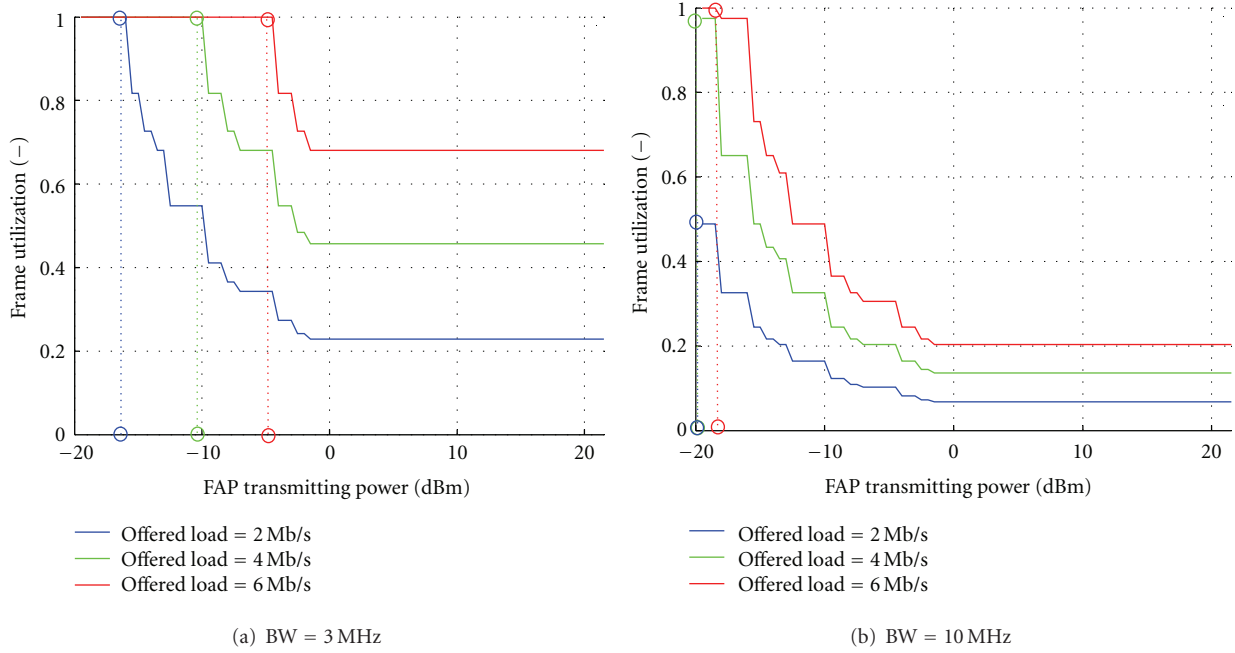 1
0.8
0.6
0.4
0.2
0
Frame utilization (−)
−20
−10
0
10
20
FAP transmitting power (dBm)
Offered load = 2 Mb/s
Offered load = 4 Mb/s
Offered load = 6 Mb/s
(a) BW = 3 MHz
1
0.8
0.6
0.4
0.2
0
Frame utilization (−)
−20
−10
0
10
20
FAP transmitting power (dBm)
Offered load = 2 Mb/s
Offered load = 4 Mb/s
Offered load = 6 Mb/s
(b) BW = 10 MHz